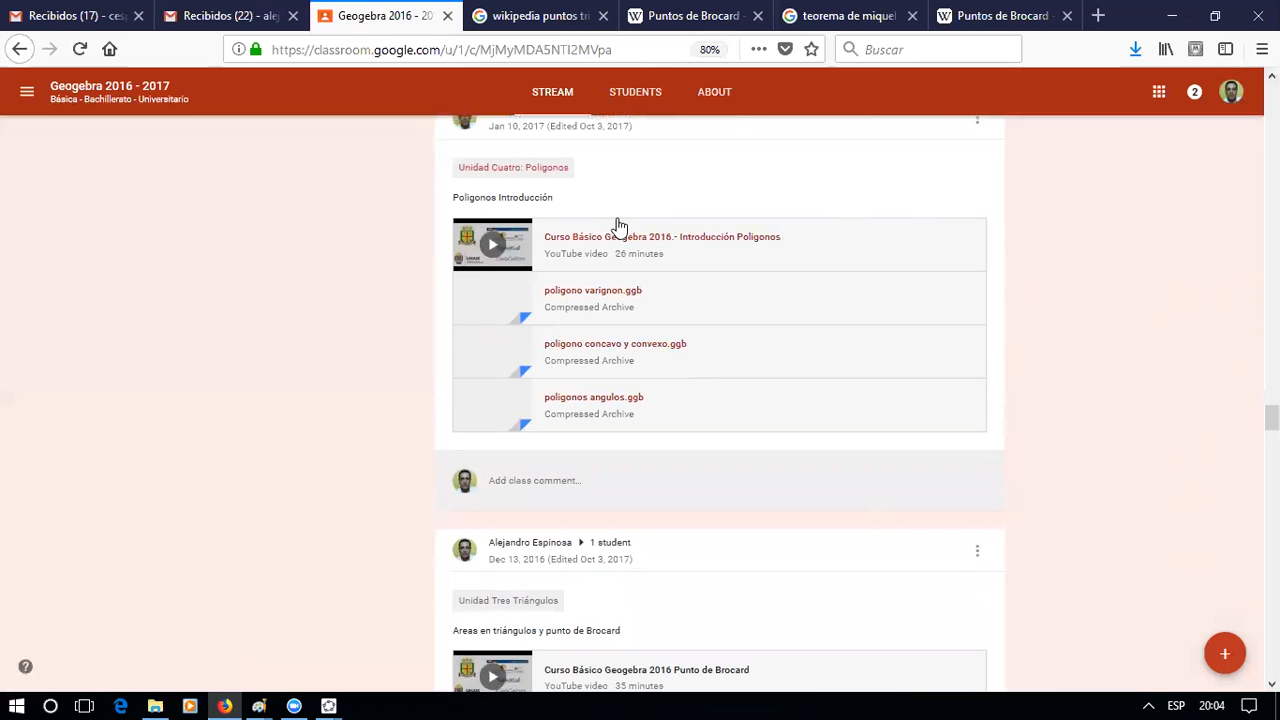 Recibidos (17) - cesp
Recibidos (22) - alej
Geogebra 2016 - 20
wikipedia puntos tri
Puntos de Brocard -
teorema de miquel
Puntos de Brocard -
https://classroom.google.com/u/1/c/MjMyMDA5NTI2MVpa
80%
Buscar
Geogebra 2016 - 2017
Básica - Bachillerato - Universitario
STREAM
STUDENTS
ABOUT
2
Jan 10, 2017 (Edited Oct 3, 2017)
Unidad Cuatro: Poligonos
Poligonos Introducción
Curso Básico Geogebra 2016.- Introducción Poligonos
YouTube video 26 minutes
poligono varignon.ggb
Compressed Archive
poligono concavo y convexo.ggb
Compressed Archive
poligonos angulos.ggb
Compressed Archive
Add class comment...
Alejandro Espinosa 1 student
Dec 13, 2016 (Edited Oct 3, 2017)
Unidad Tres Triángulos
Areas en triángulos y punto de Brocard
Curso Básico Geogebra 2016 Punto de Brocard
YouTube video 35 minutes
ESP 20:04